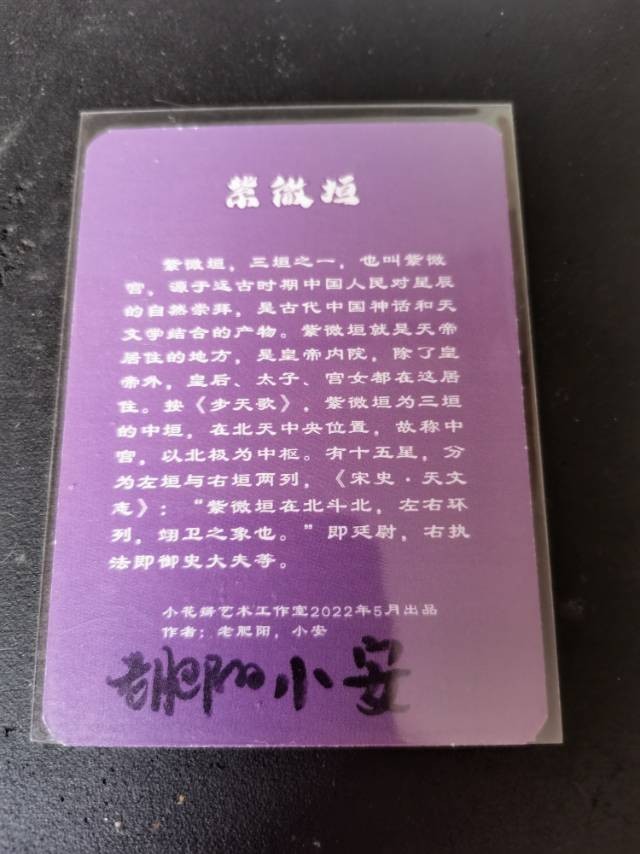 紫微垣
紫微垣，三垣之一，也叫紫微
宫，源于远古时期中国人民对星辰
的自然崇拜，是古代中国神话和天
文学结合的产物。紫微垣就是天帝
居住的地方，是皇帝内院，除了皇
帝外，皇后、太子、宫女都在这居
住。按《步天歌》，紫微垣为三垣
的中垣，在北天中央位置，故称中
宫，以北极为中枢。有十五星，分
为左垣与右垣两列，《宋史·天文
志》：“紫微垣在北斗北，左右环
列，翊卫之象也。”即廷尉，右执
法即御史大夫等。
小花婿艺术工作室2022年5月出品
作者：老肥阳，小安
老肥阳 小安